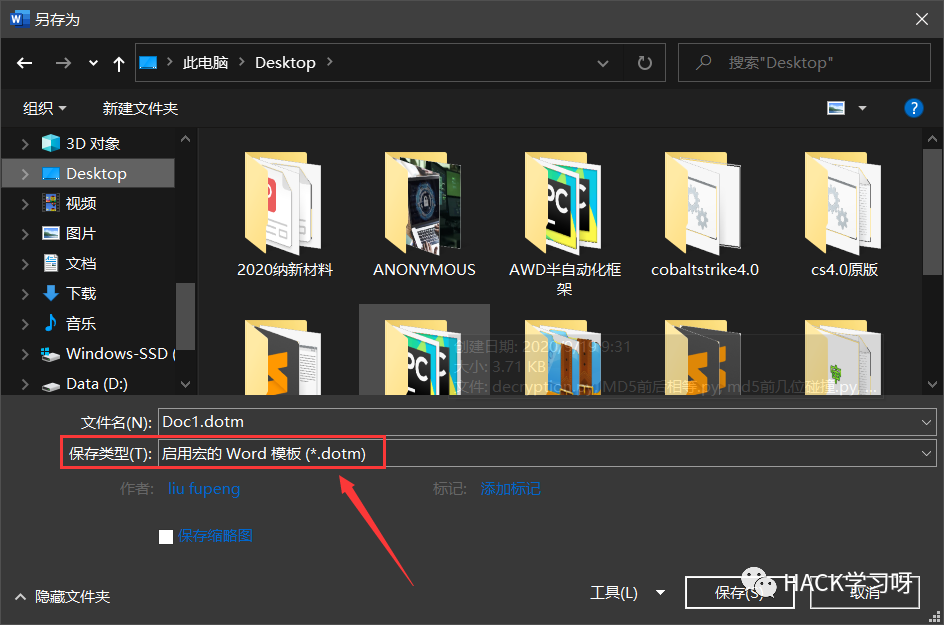 另存为
此电脑 > Desktop >
搜索"Desktop"
组织
新建文件夹
3D 对象
Desktop
视频
图片
文档
下载
音乐
Windows-SSD (
Data (D:)
2020纳新材料
ANONYMOUS
AWD半自动化框
架
cobaltstrike4.0
cs4.0原版
PC
PC
创建日期: 2020/9/19 9:31
大小: 3.71 KB
文件: decryption.py, MD5前后相等.py, md5前几位碰撞.py, ...
文件名(N): Doc1.dotm
保存类型(T): 启用宏的 Word 模板 (*.dotm)
作者: liu fupeng
标记: 添加标记
保存缩略图
隐藏文件夹
工具(L)
保存(S)
取消
HACK学习呀